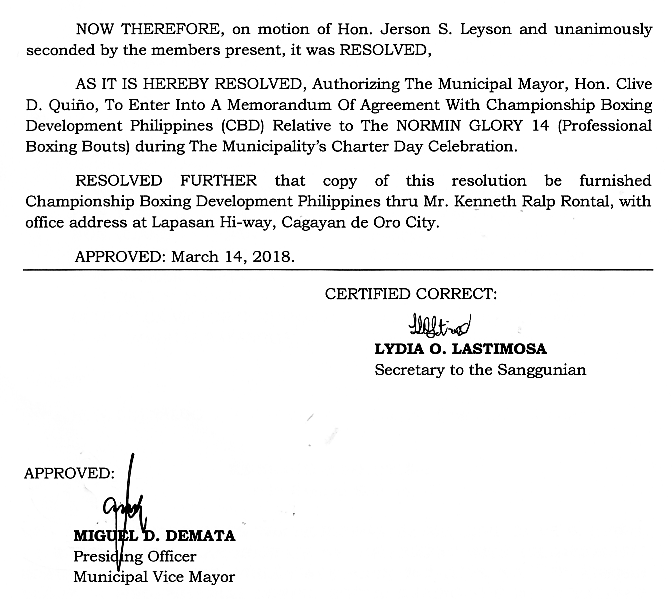 NOW THEREFORE, on motion of Hon. Jerson S. Leyson and unanimously
seconded by the members present, it was RESOLVED,
AS IT IS HEREBY RESOLVED, Authorizing The Municipal Mayor, Hon. Clive
D. Quiño, To Enter Into A Memorandum Of Agreement With Championship Boxing
Development Philippines (CBD) Relative to The NORMIN GLORY 14 (Professional
Boxing Bouts) during The Municipality's Charter Day Celebration.
RESOLVED FURTHER that copy of this resolution be furnished
Championship Boxing Development Philippines thru Mr. Kenneth Ralp Rontal, with
office address at Lapasan Hi-way, Cagayan de Oro City.
APPROVED: March 14, 2018.
CERTIFIED CORRECT:
LYDIA O. LASTIMOSA
Secretary to the Sanggunian
APPROVED:
MIGUEL D. DEMATA
Presiding Officer
Municipal Vice Mayor